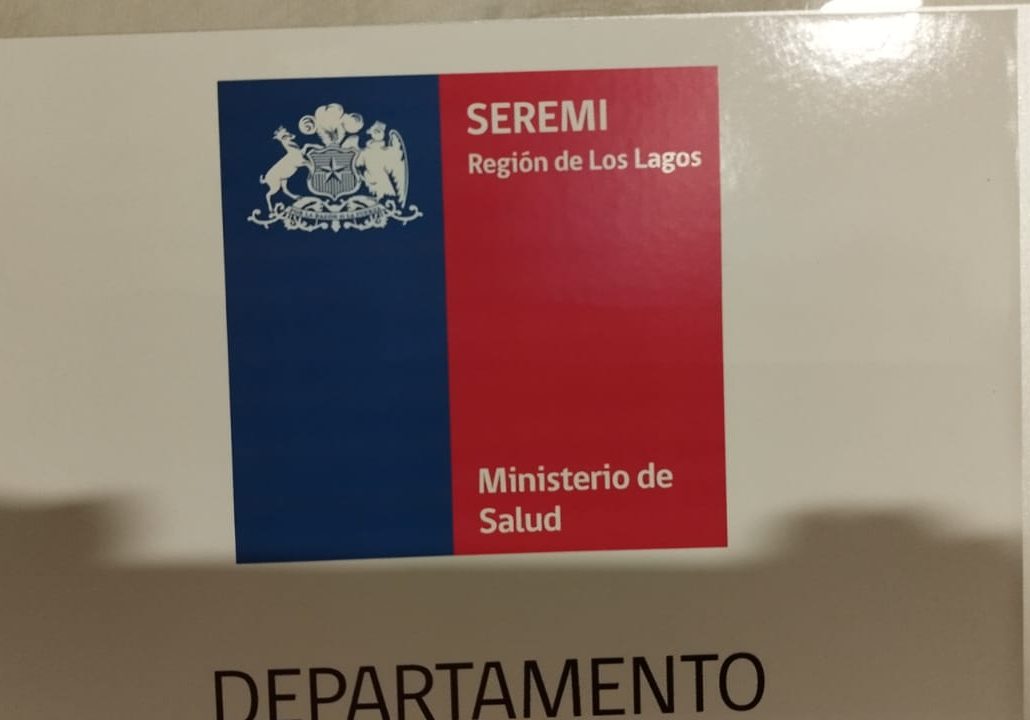 SEREMI
Región de Los Lagos
Ministerio de
Salud
DEPARTAMENTO